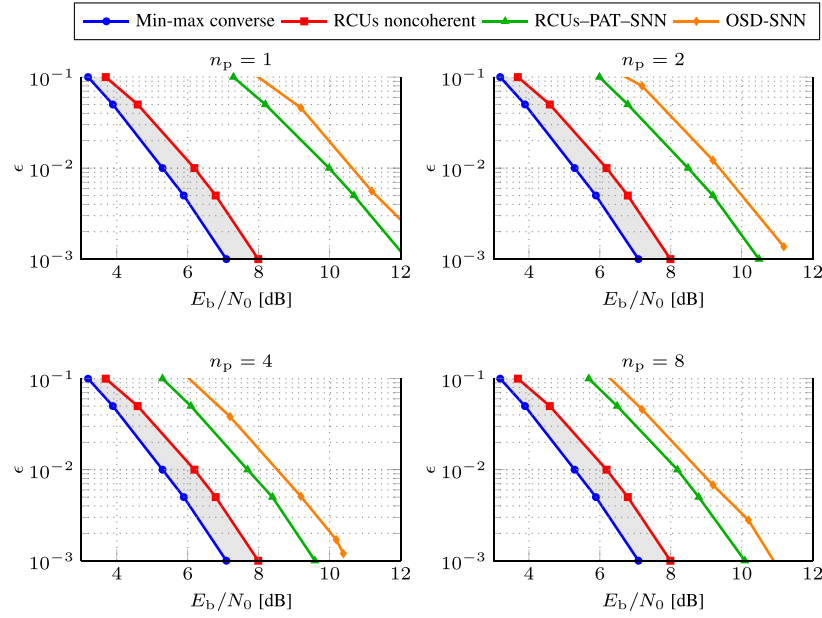 Min-max converse RCUs noncoherent RCUs–PAT–SNN OSD-SNN
n_p = 1
10^−1
10^−2
10^−3
ϵ
4 6 8 10 12
E_b/N_0 [dB]
n_p = 2
10^−1
10^−2
10^−3
ϵ
4 6 8 10 12
E_b/N_0 [dB]
n_p = 4
10^−1
10^−2
10^−3
ϵ
4 6 8 10 12
E_b/N_0 [dB]
n_p = 8
10^−1
10^−2
10^−3
ϵ
4 6 8 10 12
E_b/N_0 [dB]